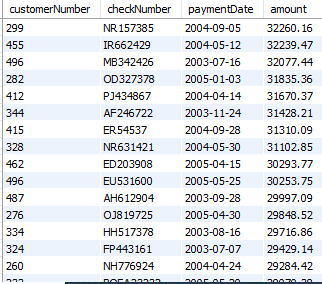 customerNumber checkNumber paymentDate amount
299 NR157385 2004-09-05 32260.16
455 IR662429 2004-05-12 32239.47
496 MB342426 2003-07-16 32077.44
282 OD327378 2005-01-03 31835.36
412 PJ434867 2004-04-14 31670.37
344 AF246722 2003-11-24 31428.21
415 ER54537 2004-09-28 31310.09
328 NR631421 2004-05-30 31102.85
462 ED203908 2005-04-15 30293.77
496 EU531600 2005-05-25 30253.75
487 AH612904 2003-09-28 29997.09
276 OJ819725 2005-04-30 29848.52
334 HH517378 2003-08-16 29716.86
324 FP443161 2003-07-07 29429.14
260 NH776924 2004-04-24 29284.42